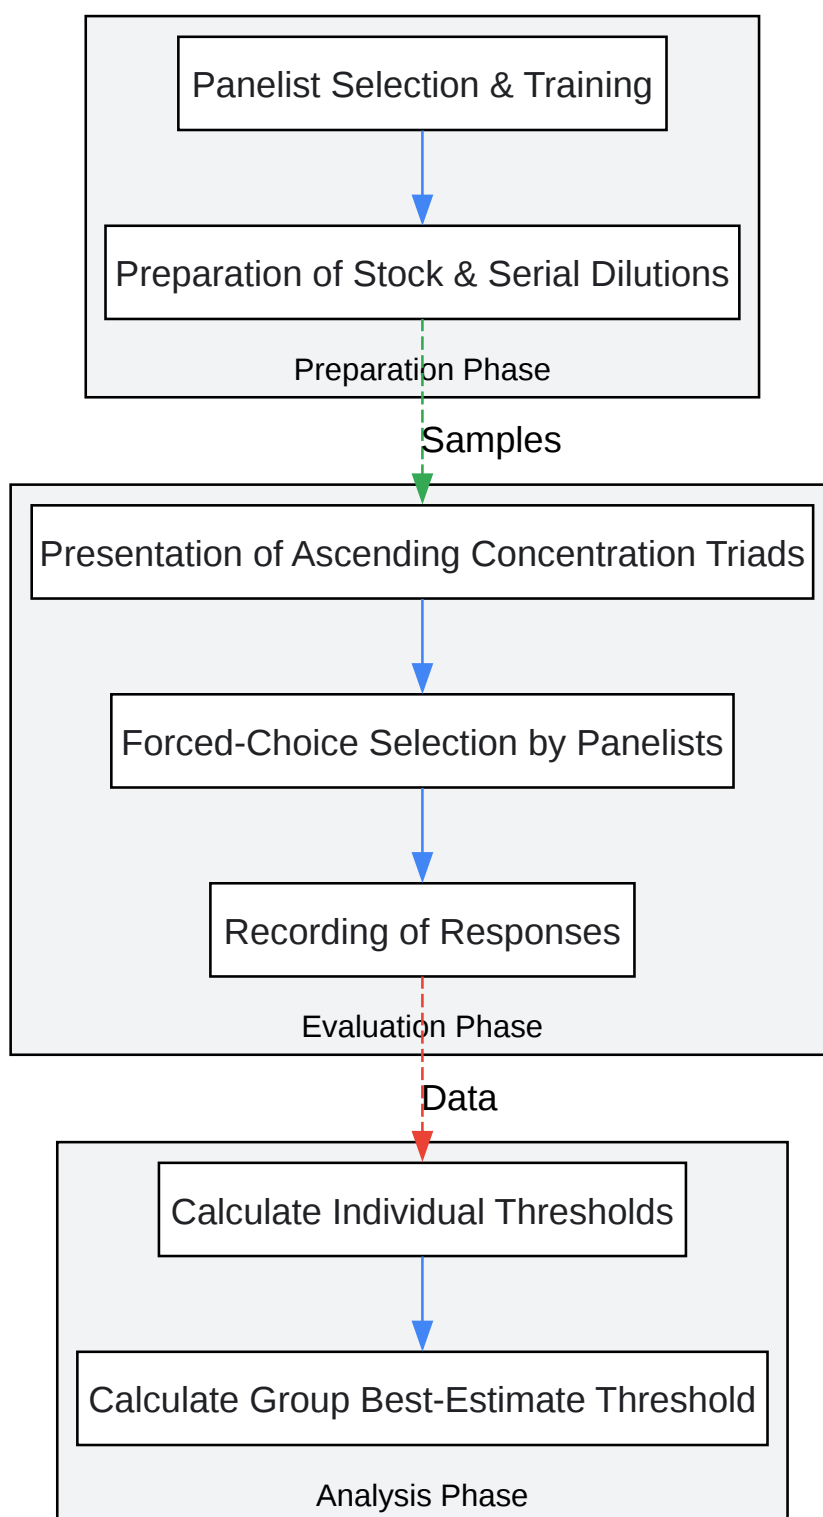 Panelist Selection & Training
Preparation of Stock & Serial Dilutions
Preparation Phase
Samples
Presentation of Ascending Concentration Triads
Forced-Choice Selection by Panelists
Recording of Responses
Evaluation Phase
Data
Calculate Individual Thresholds
Calculate Group Best-Estimate Threshold
Analysis Phase